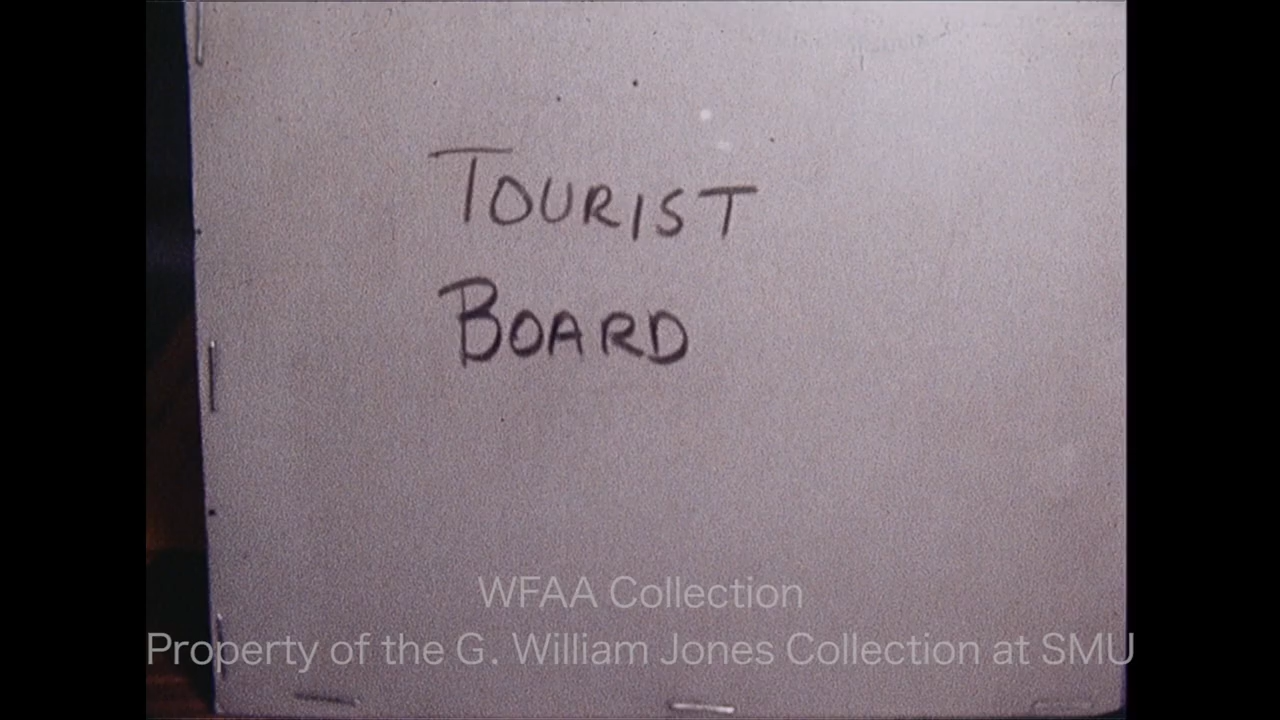 TOURIST
BOARD
WFAA Collection
Property of the G. William Jones Collection at SMU